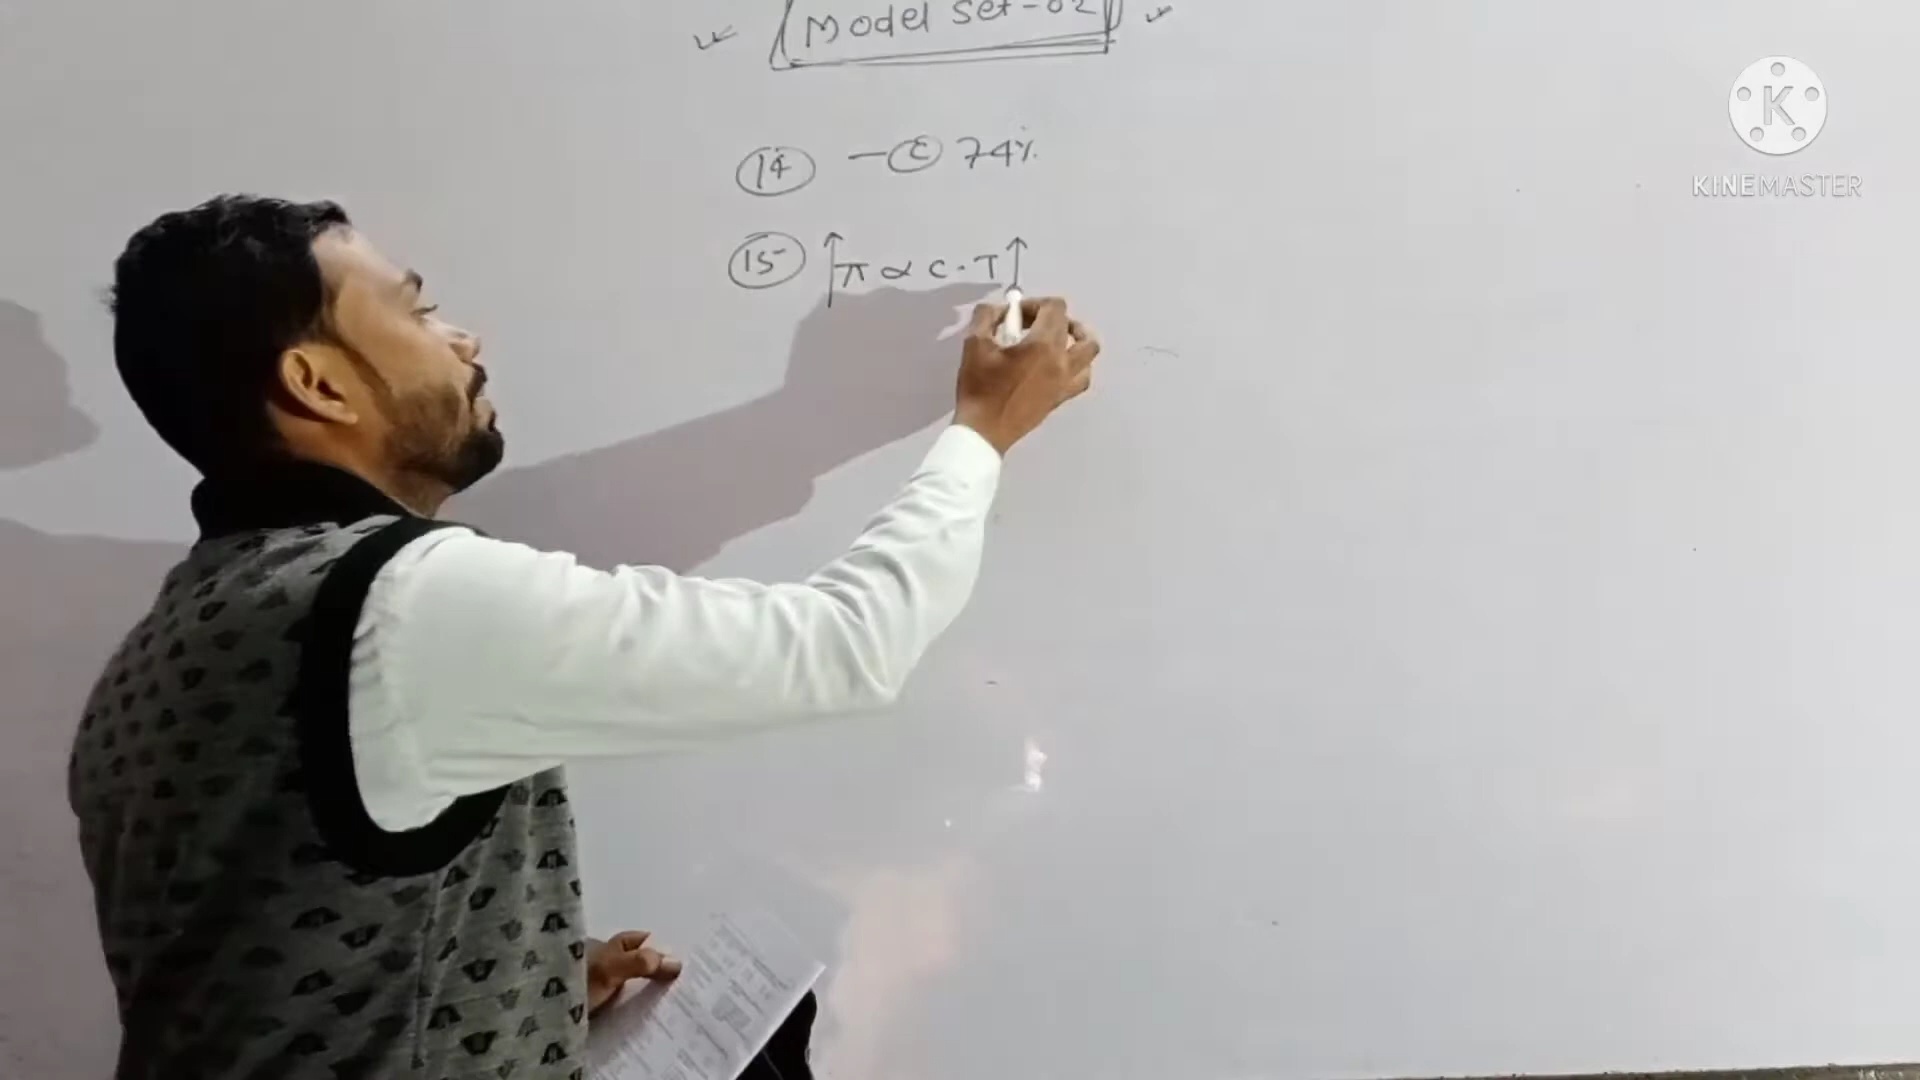 Model Set-02
14 - C 74%.
15 ↑π ∝ C.T↑
K
KINEMASTER